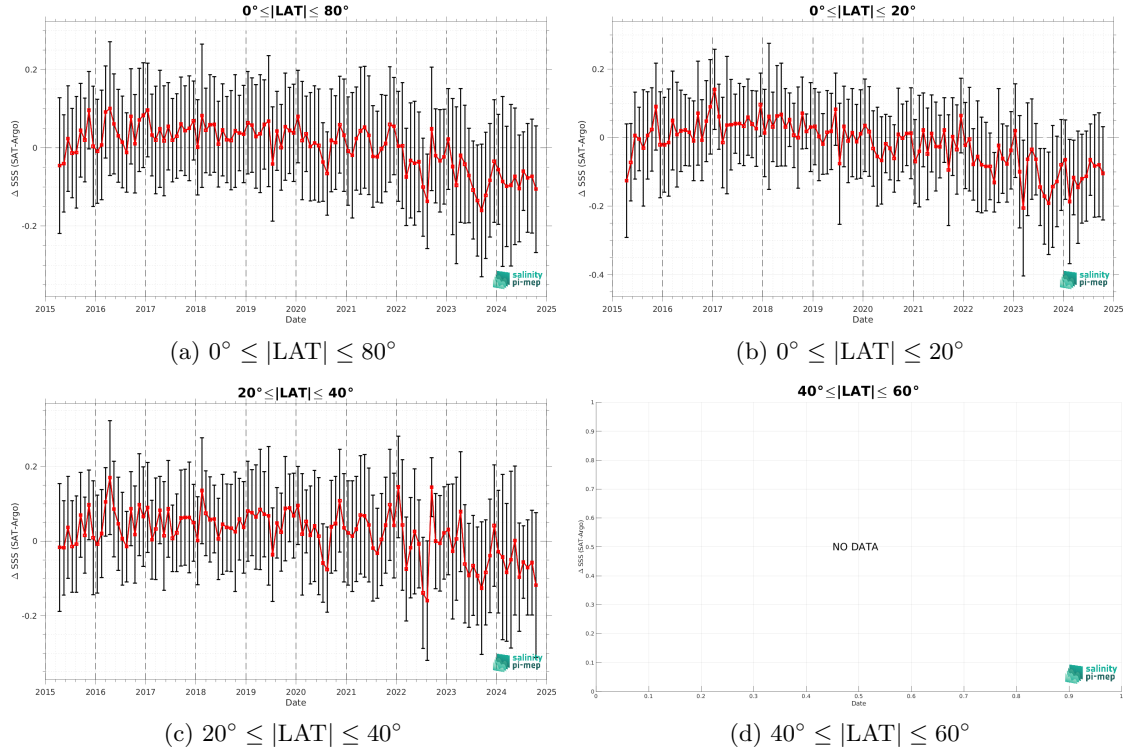 0°≤|LAT|≤ 80°
Δ SSS (SAT-Argo)
0.2
0
-0.2
2015 2016 2017 2018 2019 2020 2021 2022 2023 2024 2025
Date
salinity
pi-mep
(a) 0° ≤ |LAT| ≤ 80°
0°≤|LAT|≤ 20°
Δ SSS (SAT-Argo)
0.2
0
-0.2
-0.4
2015 2016 2017 2018 2019 2020 2021 2022 2023 2024 2025
Date
salinity
pi-mep
(b) 0° ≤ |LAT| ≤ 20°
20°≤|LAT|≤ 40°
Δ SSS (SAT-Argo)
0.2
0
-0.2
2015 2016 2017 2018 2019 2020 2021 2022 2023 2024 2025
Date
salinity
pi-mep
(c) 20° ≤ |LAT| ≤ 40°
40°≤|LAT|≤ 60°
Δ SSS (SAT-Argo)
1
0.9
0.8
0.7
0.6
0.5
0.4
0.3
0.2
0.1
0
NO DATA
0 0.1 0.2 0.3 0.4 0.5 0.6 0.7 0.8 0.9 1
Date
salinity
pi-mep
(d) 40° ≤ |LAT| ≤ 60°